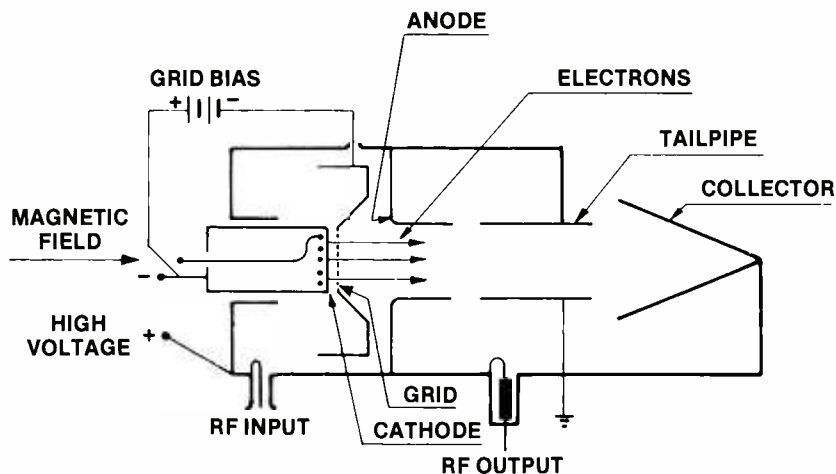 ANODE
GRID BIAS
+ -
ELECTRONS
TAILPIPE
COLLECTOR
MAGNETIC
FIELD
-
HIGH
VOLTAGE
+
GRID
RF INPUT
CATHODE
RF OUTPUT